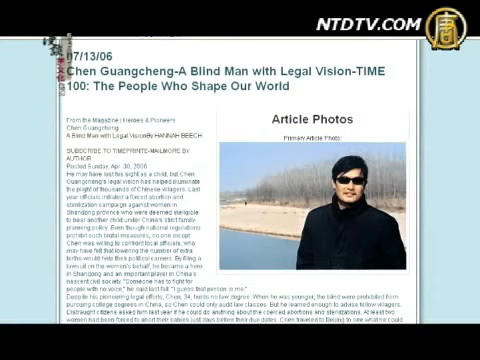 NTDTV.COM
07/13/06
Chen Guangcheng-A Blind Man with Legal Vision-TIME
100: The People Who Shape Our World
Article Photos
From the Magazine | Heroes & Pioneers
Primary Article Photo:
Chen Guangcheng
A Blind Man with Legal VisionBy HANNAH BEECH
SUBSCRIBE TO TIMEPRINTE-MAILMORE BY
AUTHOR
Posted Sunday, Apr. 30, 2006
He may have lost his sight as a child, but Chen
Guangcheng's legal vision has helped illuminate
the plight of thousands of Chinese villagers. Last
year officials initiated a forced abortion and
sterilization campaign against women in
Shandong province who were deemed ineligible
to bear another child under China's strict family-
planning policy. Even though national regulations
prohibit such brutal measures, no one except
Chen was willing to confront local officials, who
may have felt that lowering the number of extra
births would help their political careers. By filing a
lawsuit on the women's behalf, he became a hero
in Shandong and an important player in China's
nascent civil society. "Someone has to fight for
people with no voice," he said last fall. "I guess that person is me."
Despite his pioneering legal efforts, Chen, 34, holds no law degree. When he was younger, the blind were prohibited from
pursuing college degrees in China, so Chen could only audit law classes. But he learned enough to advise fellow villagers.
Distraught citizens asked him last year if he could do anything about the coerced abortions and sterilizations. At least two
women had been forced to abort their babies just days before their due dates. Chen traveled to Beijing to see what he could